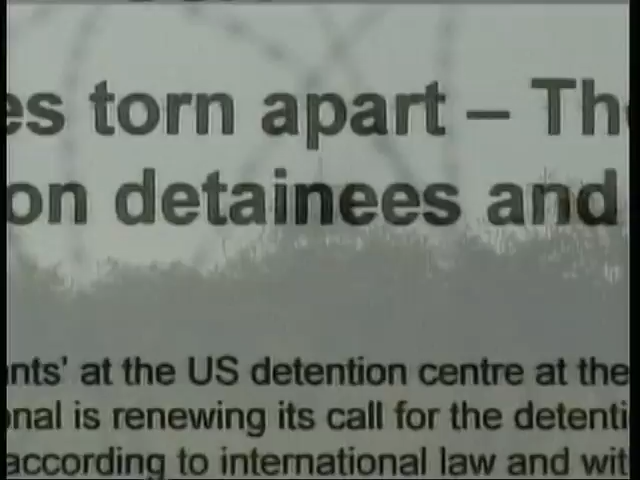 es torn apart – Th
on detainees and
nts' at the US detention centre at the
onal is renewing its call for the detenti
according to international law and wit